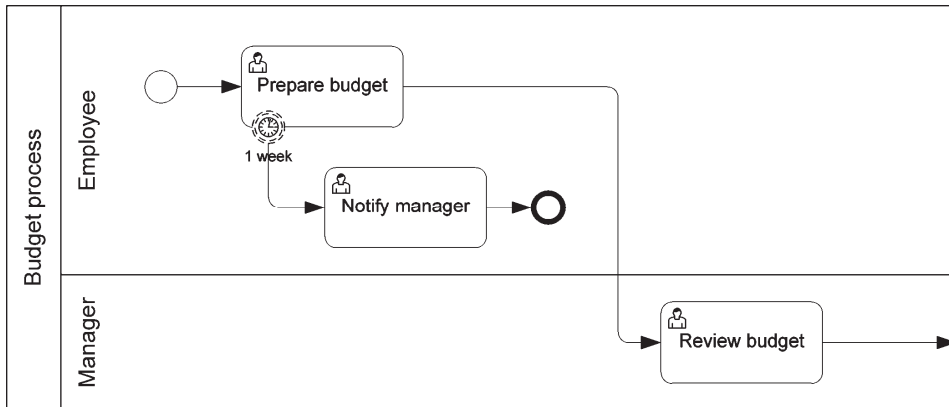 Budget process
Employee
Prepare budget
1 week
Notify manager
Manager
Review budget